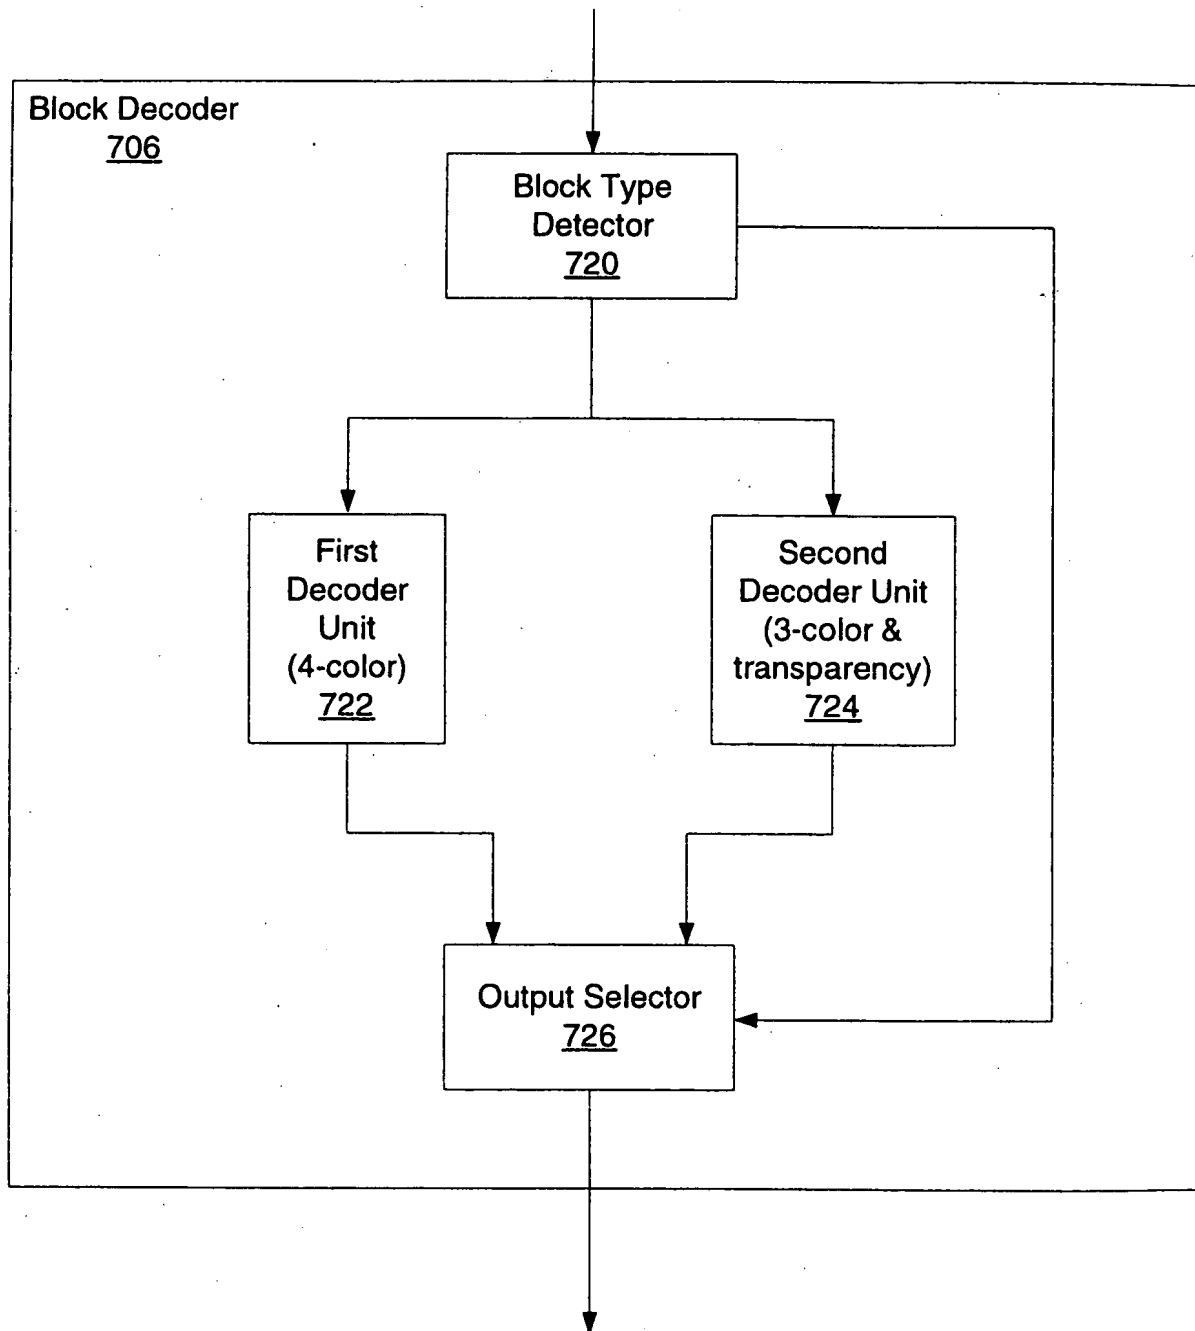 Block Decoder
706
Block Type
Detector
720
First
Decoder
Unit
(4-color)
722
Second
Decoder Unit
(3-color &
transparency)
724
Output Selector
726